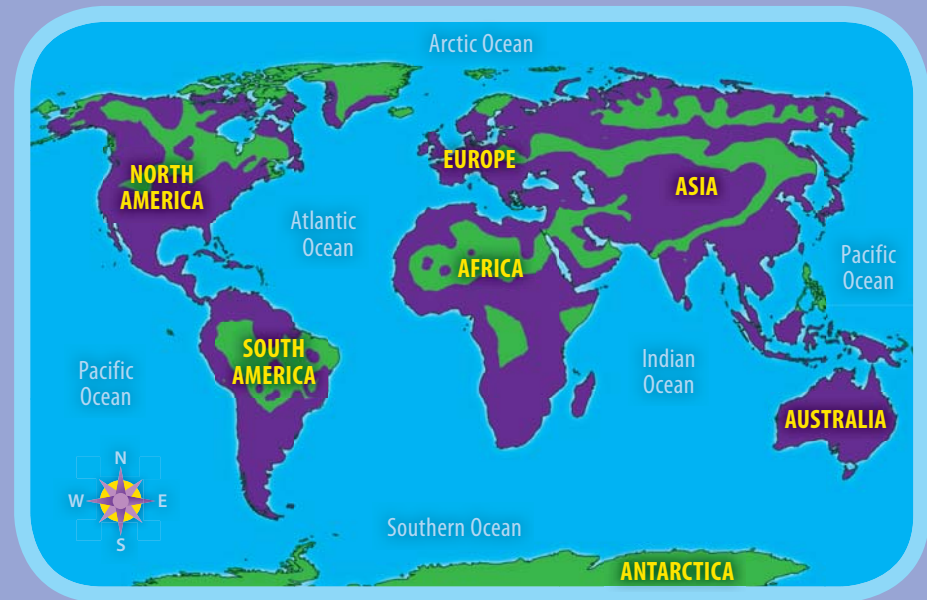 Arctic Ocean
EUROPE
NORTH
AMERICA
ASIA
Atlantic
Ocean
AFRICA
Pacific
Ocean
SOUTH
AMERICA
Indian
Ocean
Pacific
Ocean
AUSTRALIA
N
W E
S
Southern Ocean
ANTARCTICA